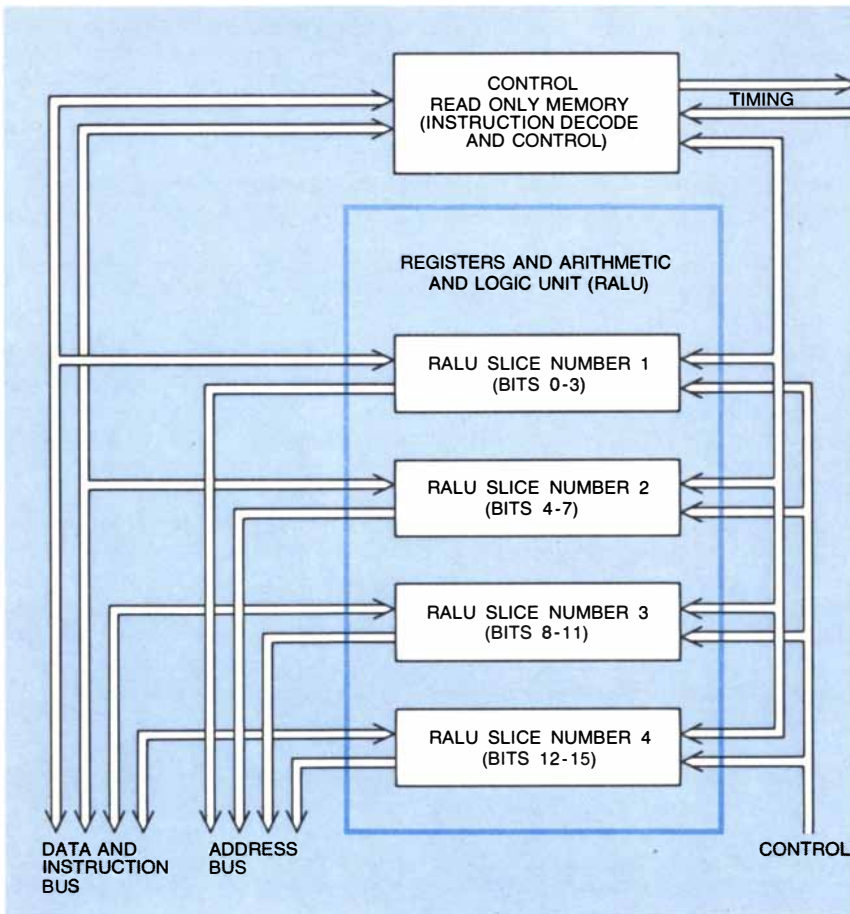 CONTROL
READ ONLY MEMORY
(INSTRUCTION DECODE
AND CONTROL)
TIMING
REGISTERS AND ARITHMETIC
AND LOGIC UNIT (RALU)
RALU SLICE NUMBER 1
(BITS 0-3)
RALU SLICE NUMBER 2
(BITS 4-7)
RALU SLICE NUMBER 3
(BITS 8-11)
RALU SLICE NUMBER 4
(BITS 12-15)
DATA AND
INSTRUCTION
BUS
ADDRESS
BUS
CONTROL